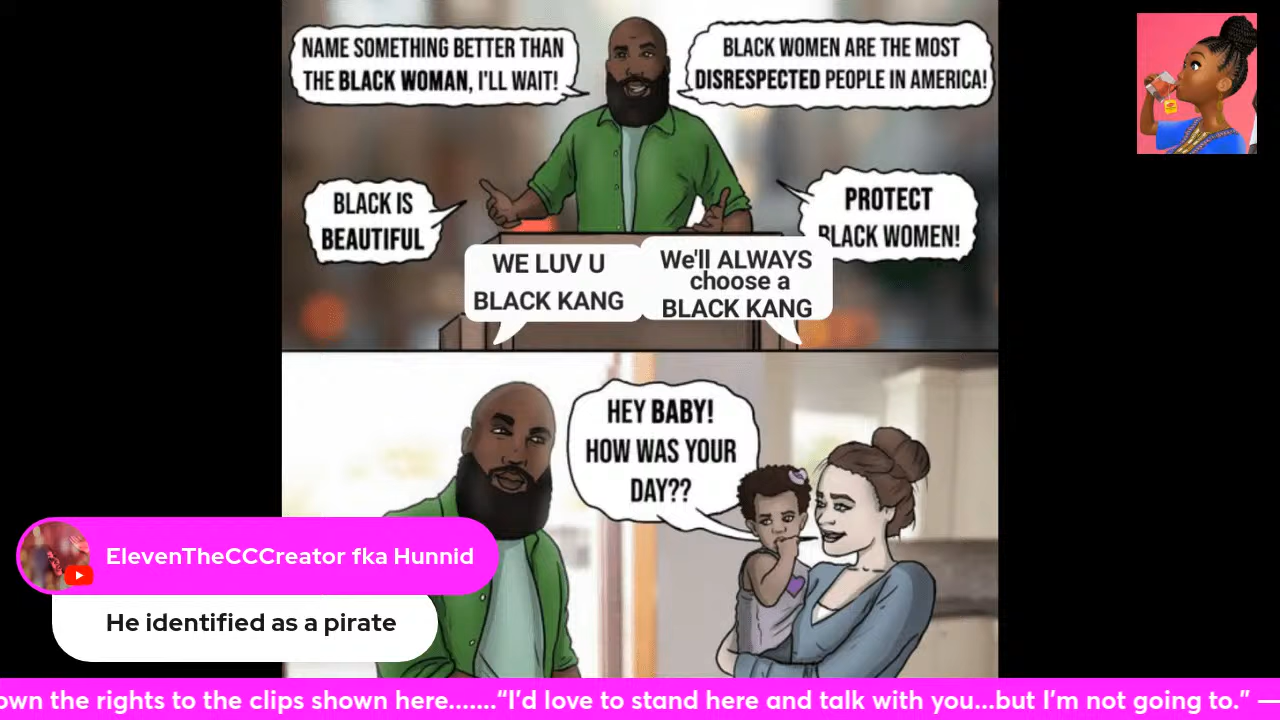 NAME SOMETHING BETTER THAN
THE BLACK WOMAN, I'LL WAIT!
BLACK WOMEN ARE THE MOST
DISRESPECTED PEOPLE IN AMERICA!
BLACK IS
BEAUTIFUL
PROTECT
BLACK WOMEN!
WE LUV U
BLACK KANG
We'll ALWAYS
choose a
BLACK KANG
HEY BABY!
HOW WAS YOUR
DAY??
ElevenTheCCCreator fka Hunnid
He identified as a pirate
own the rights to the clips shown here.......“I’d love to stand here and talk with you...but I’m not going to.” —